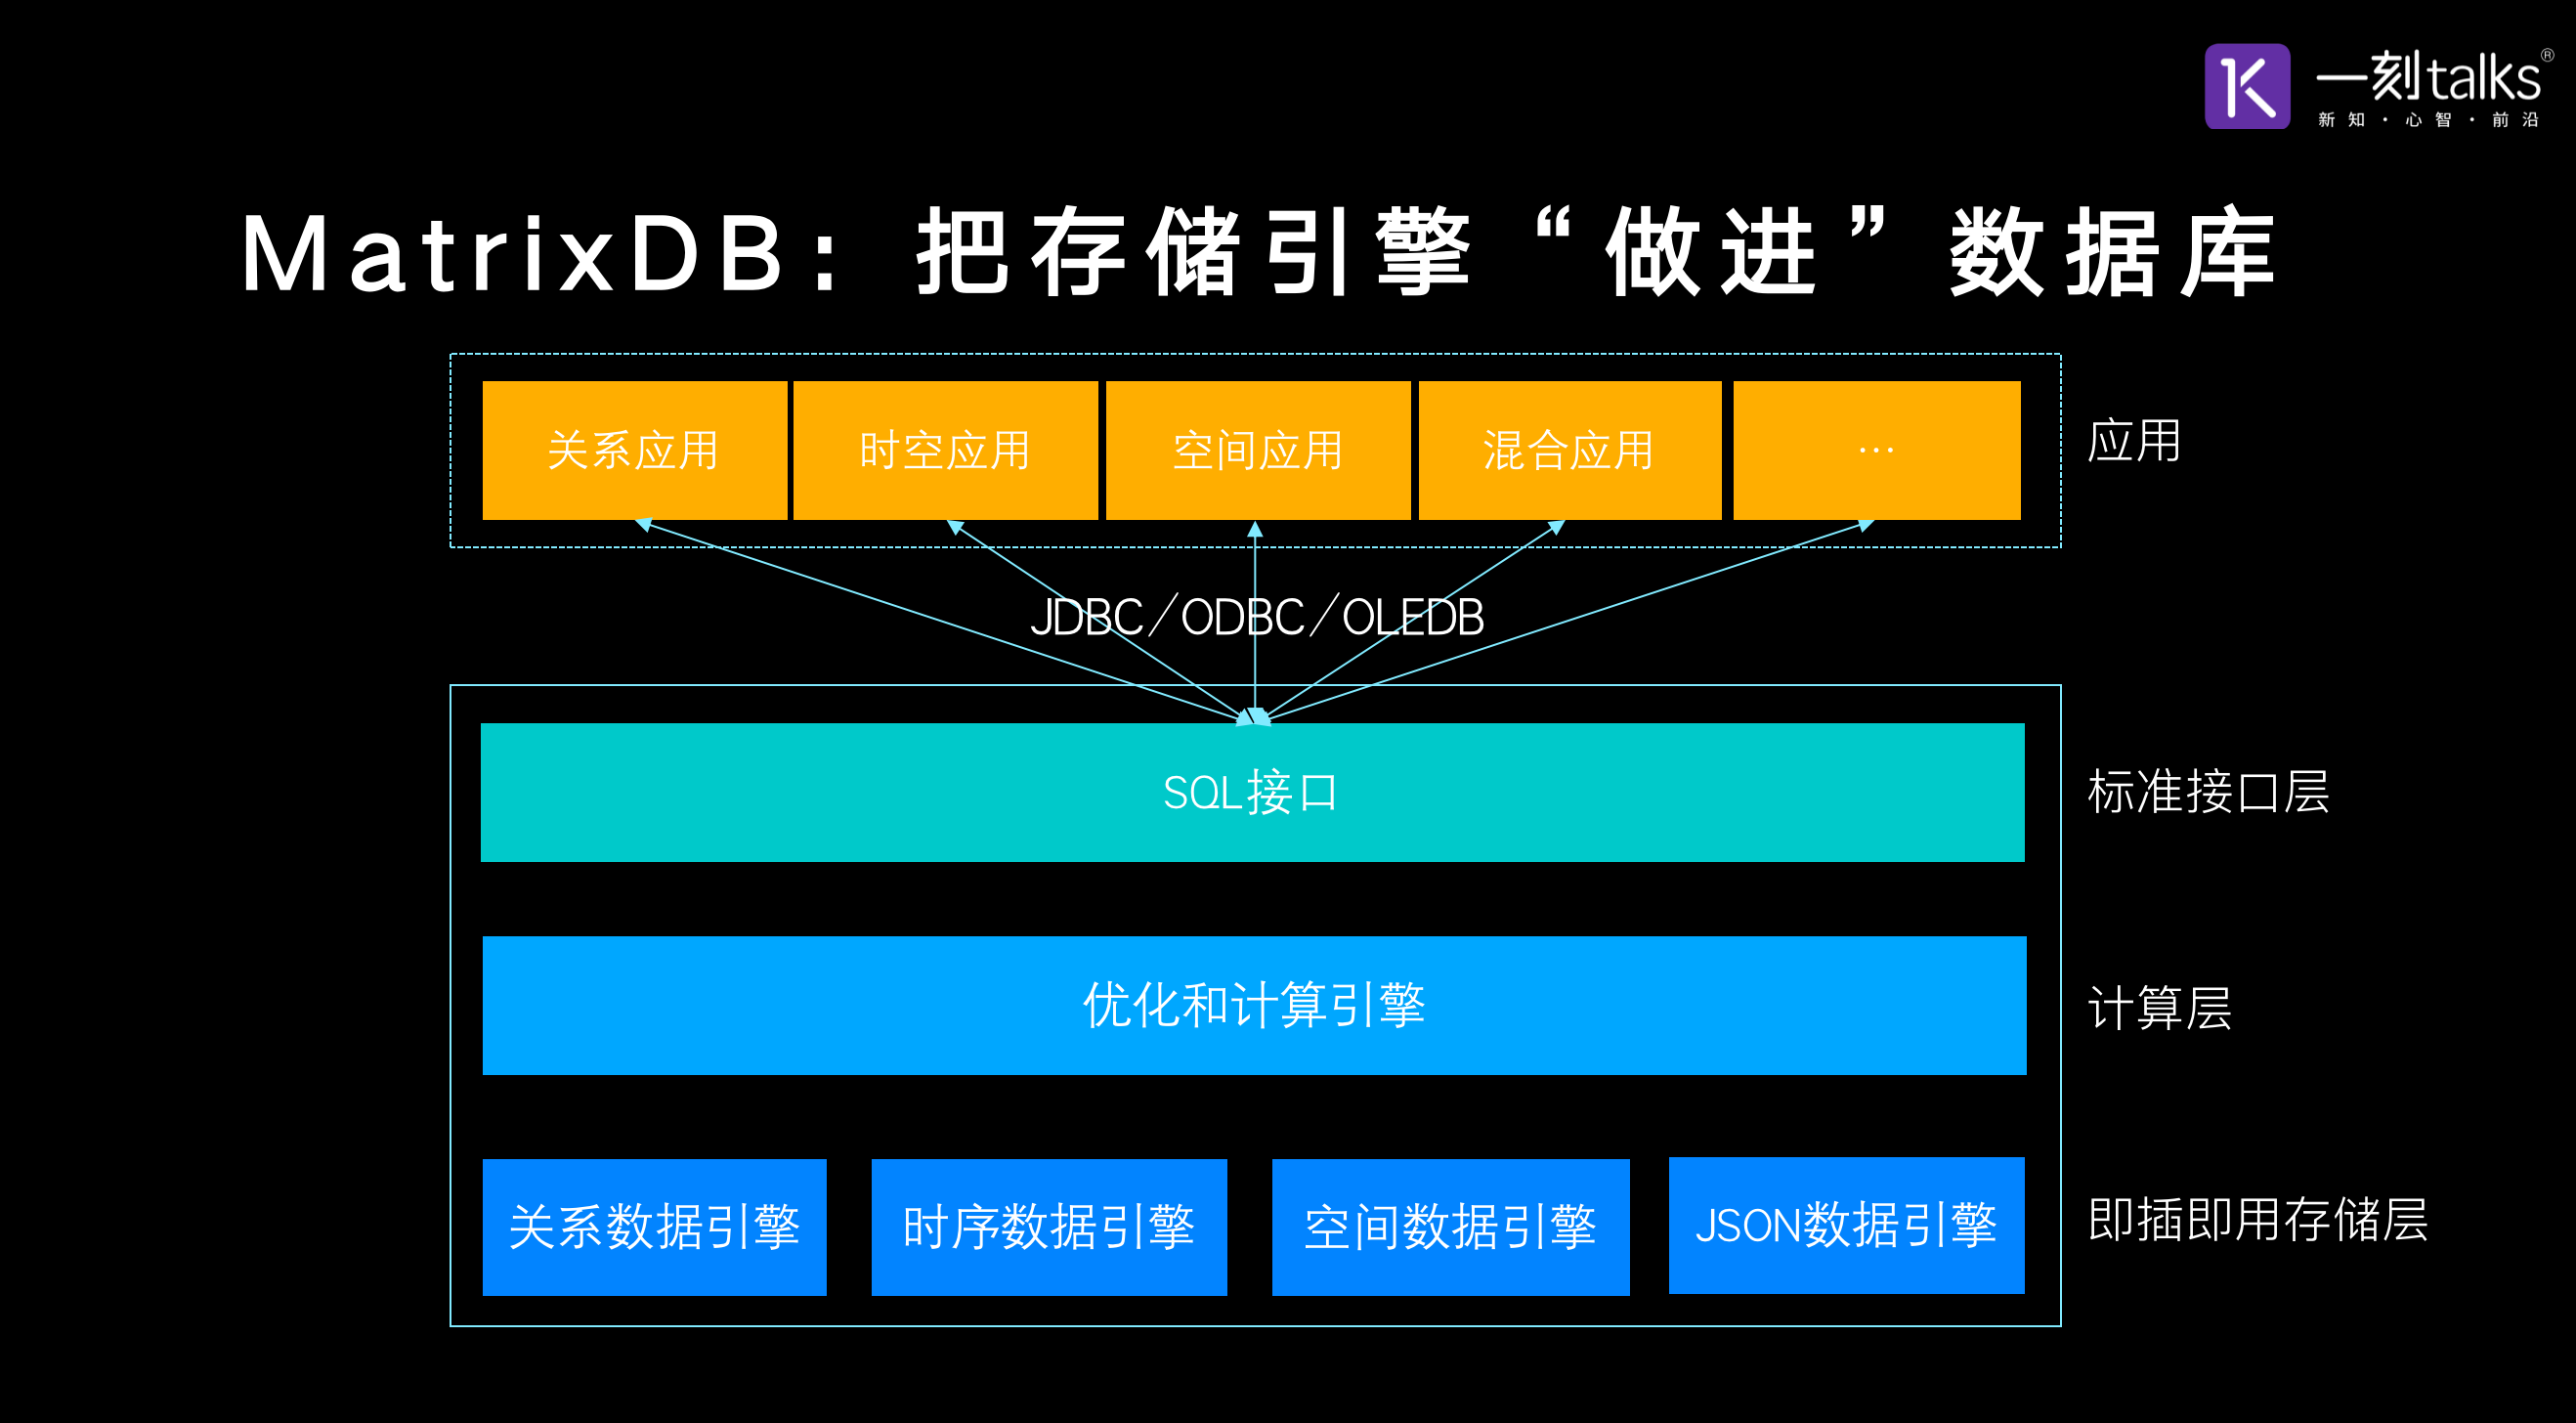 一刻talks®
新知·心智·前沿
MatrixDB：把存储引擎“做进”数据库
关系应用 时空应用 空间应用 混合应用 …
应用
JDBC/ODBC/OLEDB
SQL接口
标准接口层
优化和计算引擎
计算层
关系数据引擎 时序数据引擎 空间数据引擎 JSON数据引擎
即插即用存储层